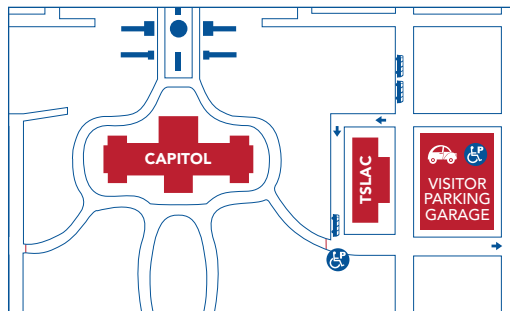 CAPITOL
TSLAC
P
VISITOR
PARKING
GARAGE
P